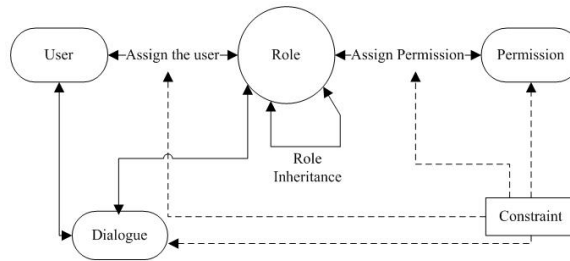 User
Assign the user
Role
Assign Permission
Permission
Role
Inheritance
Constraint
Dialogue